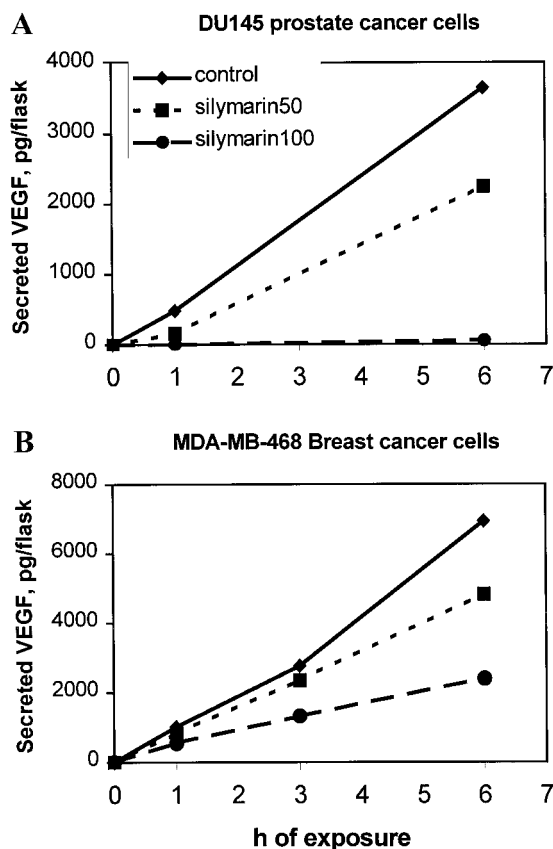 A
DU145 prostate cancer cells
Secreted VEGF, pg/flask
4000
3000
2000
1000
0
control
silymarin50
silymarin100
0 1 2 3 4 5 6 7
B
MDA-MB-468 Breast cancer cells
Secreted VEGF, pg/flask
8000
6000
4000
2000
0
0 1 2 3 4 5 6 7
h of exposure